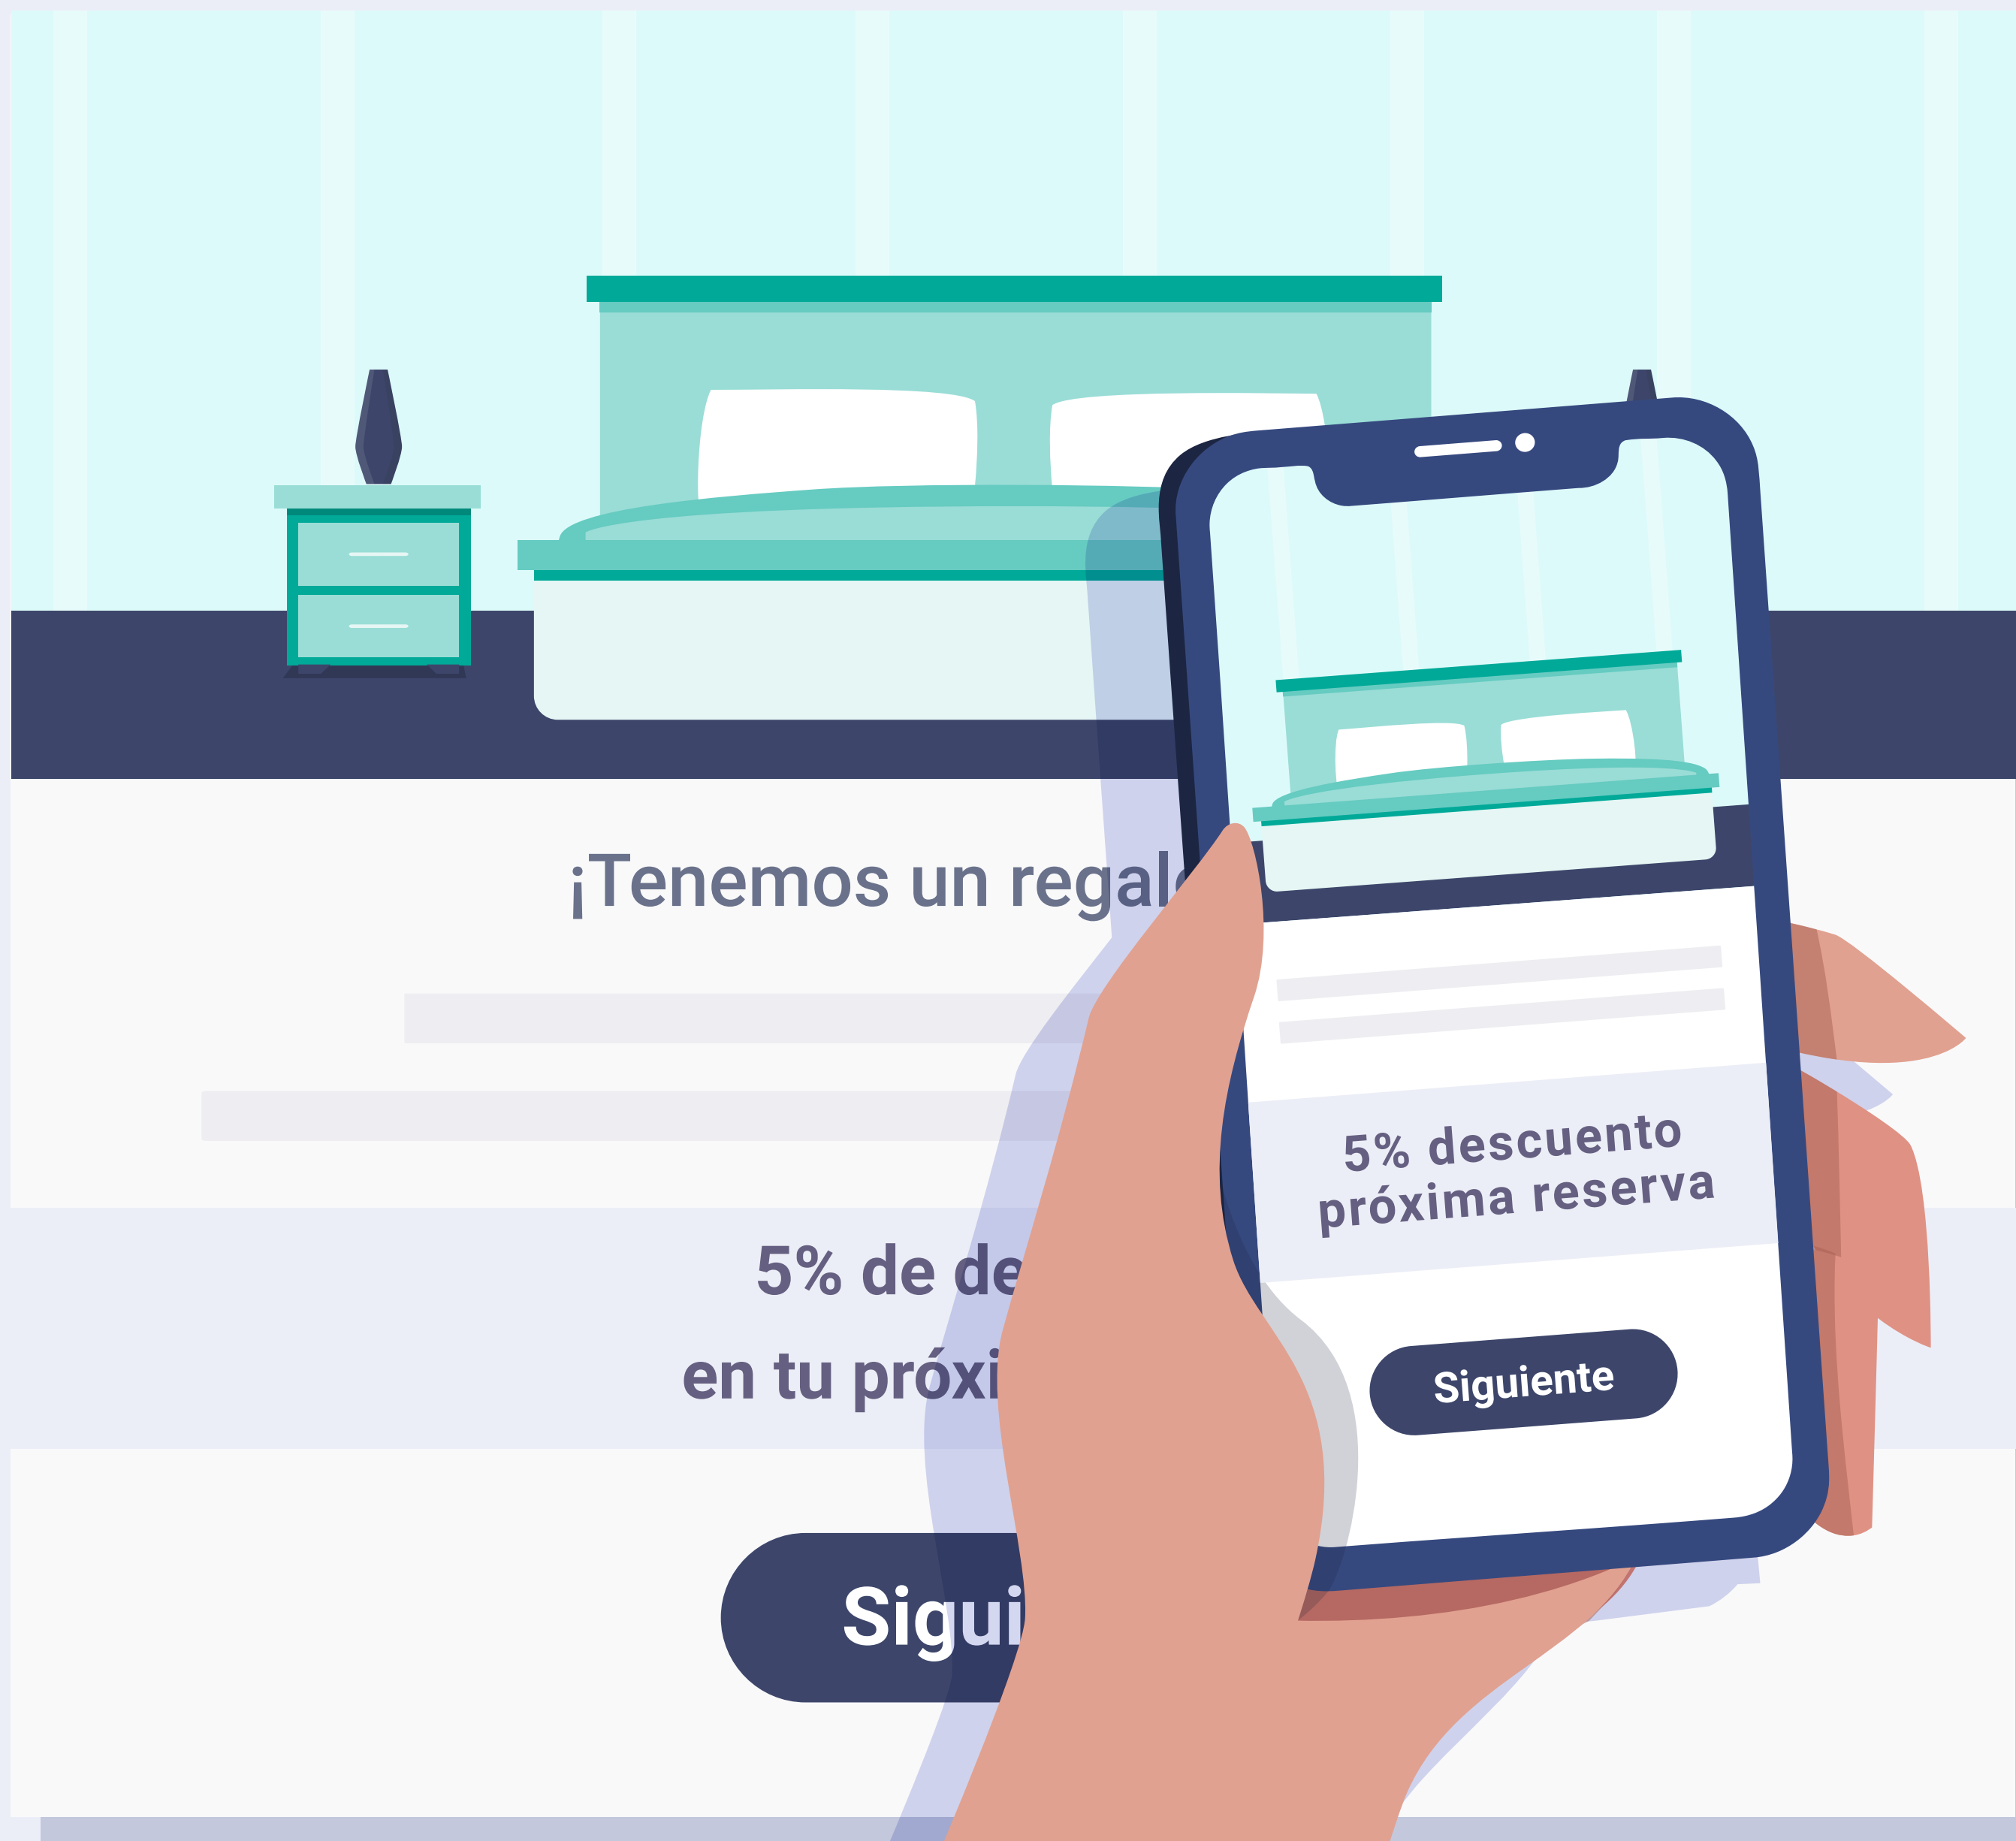 ¡Tenemos un regal
5% de de
en tu próxi
Sigui
5% descuento
próxima reserva
Siguiente